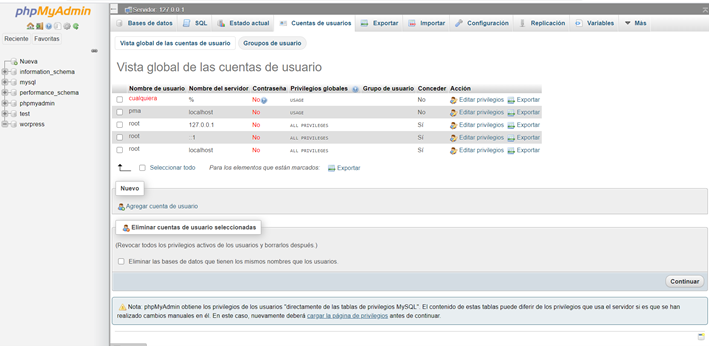 phpMyAdmin
Reciente Favoritas
Nueva
information_schema
mysql
performance_schema
phpmyadmin
test
worpress
Servidor: 127.0.0.1
Bases de datos SQL Estado actual Cuentas de usuarios Exportar Importar Configuración Replicación Variables Más
Vista global de las cuentas de usuario Groupos de usuario
Vista global de las cuentas de usuario
Nombre de usuario Nombre del servidor Contraseña Privilegios globales Grupo de usuario Conceder Acción
cualquiera % No USAGE No Editar privilegios Exportar
pma localhost No USAGE No Editar privilegios Exportar
root 127.0.0.1 No ALL PRIVILEGES Sí Editar privilegios Exportar
root ::1 No ALL PRIVILEGES Sí Editar privilegios Exportar
root localhost No ALL PRIVILEGES Sí Editar privilegios Exportar
Seleccionar todo Para los elementos que están marcados: Exportar
Nuevo
Agregar cuenta de usuario
Eliminar cuentas de usuario seleccionadas
(Revocar todos los privilegios activos de los usuarios y borrarlos después.)
Eliminar las bases de datos que tienen los mismos nombres que los usuarios.
Continuar
Nota: phpMyAdmin obtiene los privilegios de los usuarios "directamente de las tablas de privilegios MySQL". El contenido de estas tablas puede diferir de los privilegios que usa el servidor si es que se han
realizado cambios manuales en él. En este caso, nuevamente deberá cargar la página de privilegios antes de continuar.